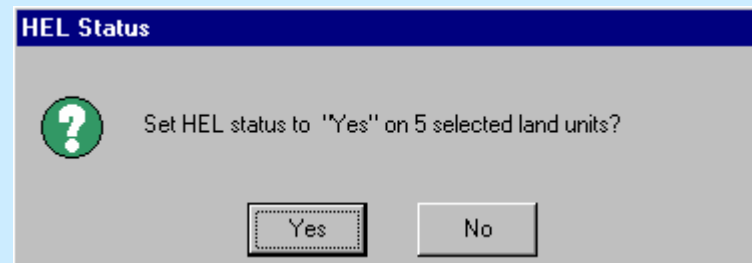 HEL Status
Set HEL status to "Yes" on 5 selected land units?
Yes
No